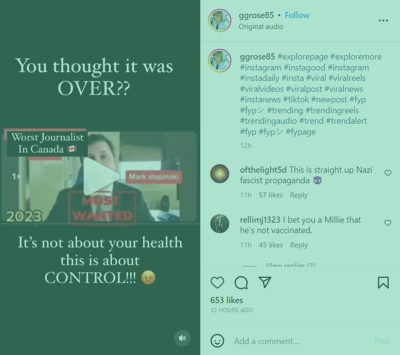 ggrose85 • Follow
Original audio
You thought it was
OVER??
Worst Journalist
In Canada 🇨🇦
Mark slapinski
MOST
WANTED
2023
It's not about your health
this is about
CONTROL!!! 😡
ggrose85 #explorepage #exploremore
#instagram #instagood #instagram
#instadaily #insta #viral #viralreels
#viralvideos #viralpost #viralnews
#instanews #tiktok #newpost #fyp
#fypシ #trending #trendingreels
#trendingaudio #trend #trendalert
#fyp #fypシ #fypage
12h
ofthelight5d This is straight up Nazi
fascist propaganda
11h 57 likes Reply
rellimj1323 I bet you a Millie that
he's not vaccinated.
11h 45 likes Reply
View replies (3)
653 likes
12 HOURS AGO
Add a comment...
Post